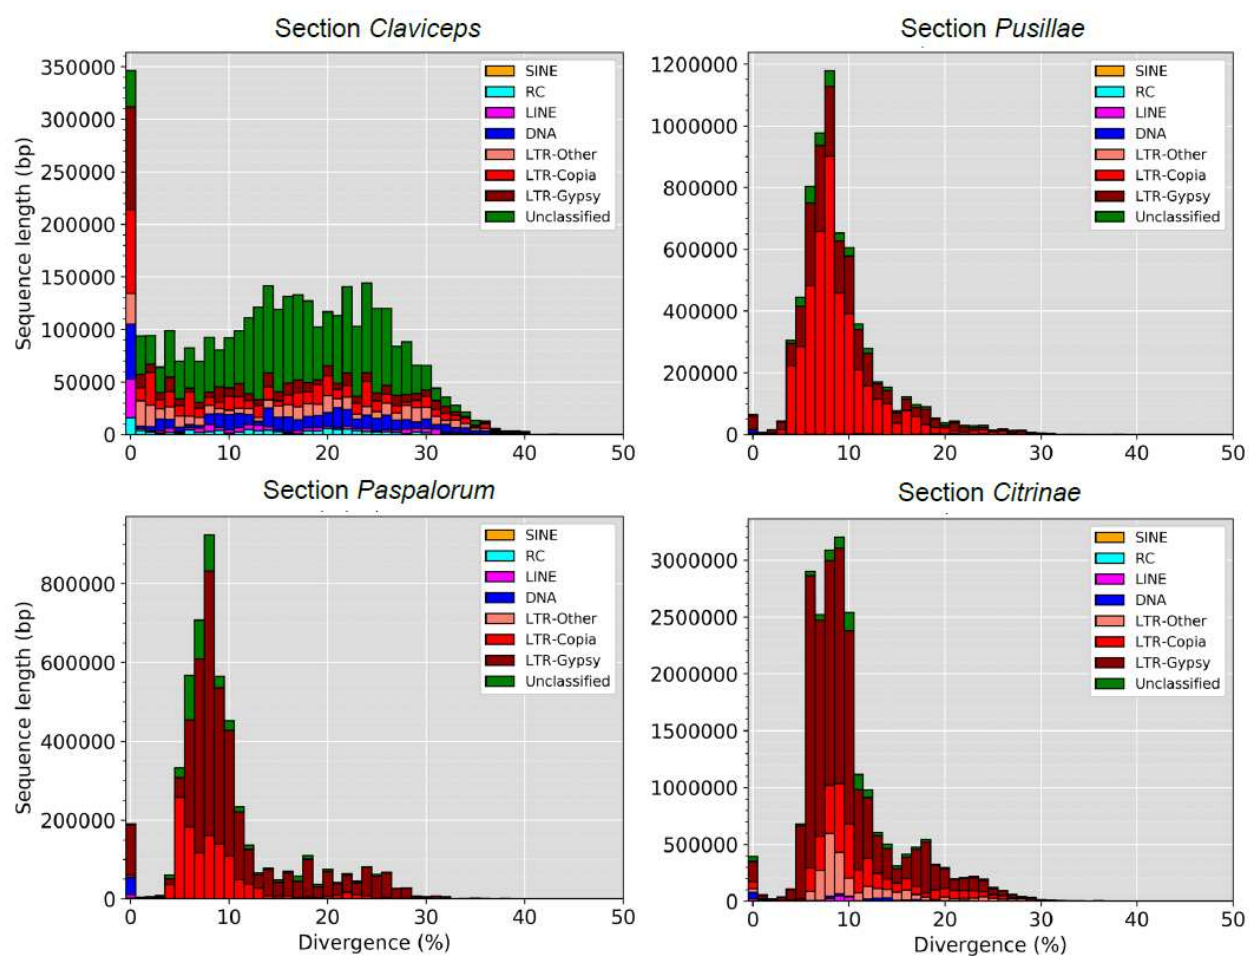 Section Claviceps
Section Pusillae
350000
300000
250000
200000
150000
100000
50000
0
Sequence length (bp)
SINE
RC
LINE
DNA
LTR-Other
LTR-Copia
LTR-Gypsy
Unclassified
0 10 20 30 40 50
1200000
1000000
800000
600000
400000
200000
0
SINE
RC
LINE
DNA
LTR-Other
LTR-Copia
LTR-Gypsy
Unclassified
0 10 20 30 40 50
Section Paspalorum
Section Citrinae
800000
600000
400000
200000
0
Sequence length (bp)
SINE
RC
LINE
DNA
LTR-Other
LTR-Copia
LTR-Gypsy
Unclassified
0 10 20 30 40 50
Divergence (%)
3000000
2500000
2000000
1500000
1000000
500000
0
SINE
RC
LINE
DNA
LTR-Other
LTR-Copia
LTR-Gypsy
Unclassified
0 10 20 30 40 50
Divergence (%)